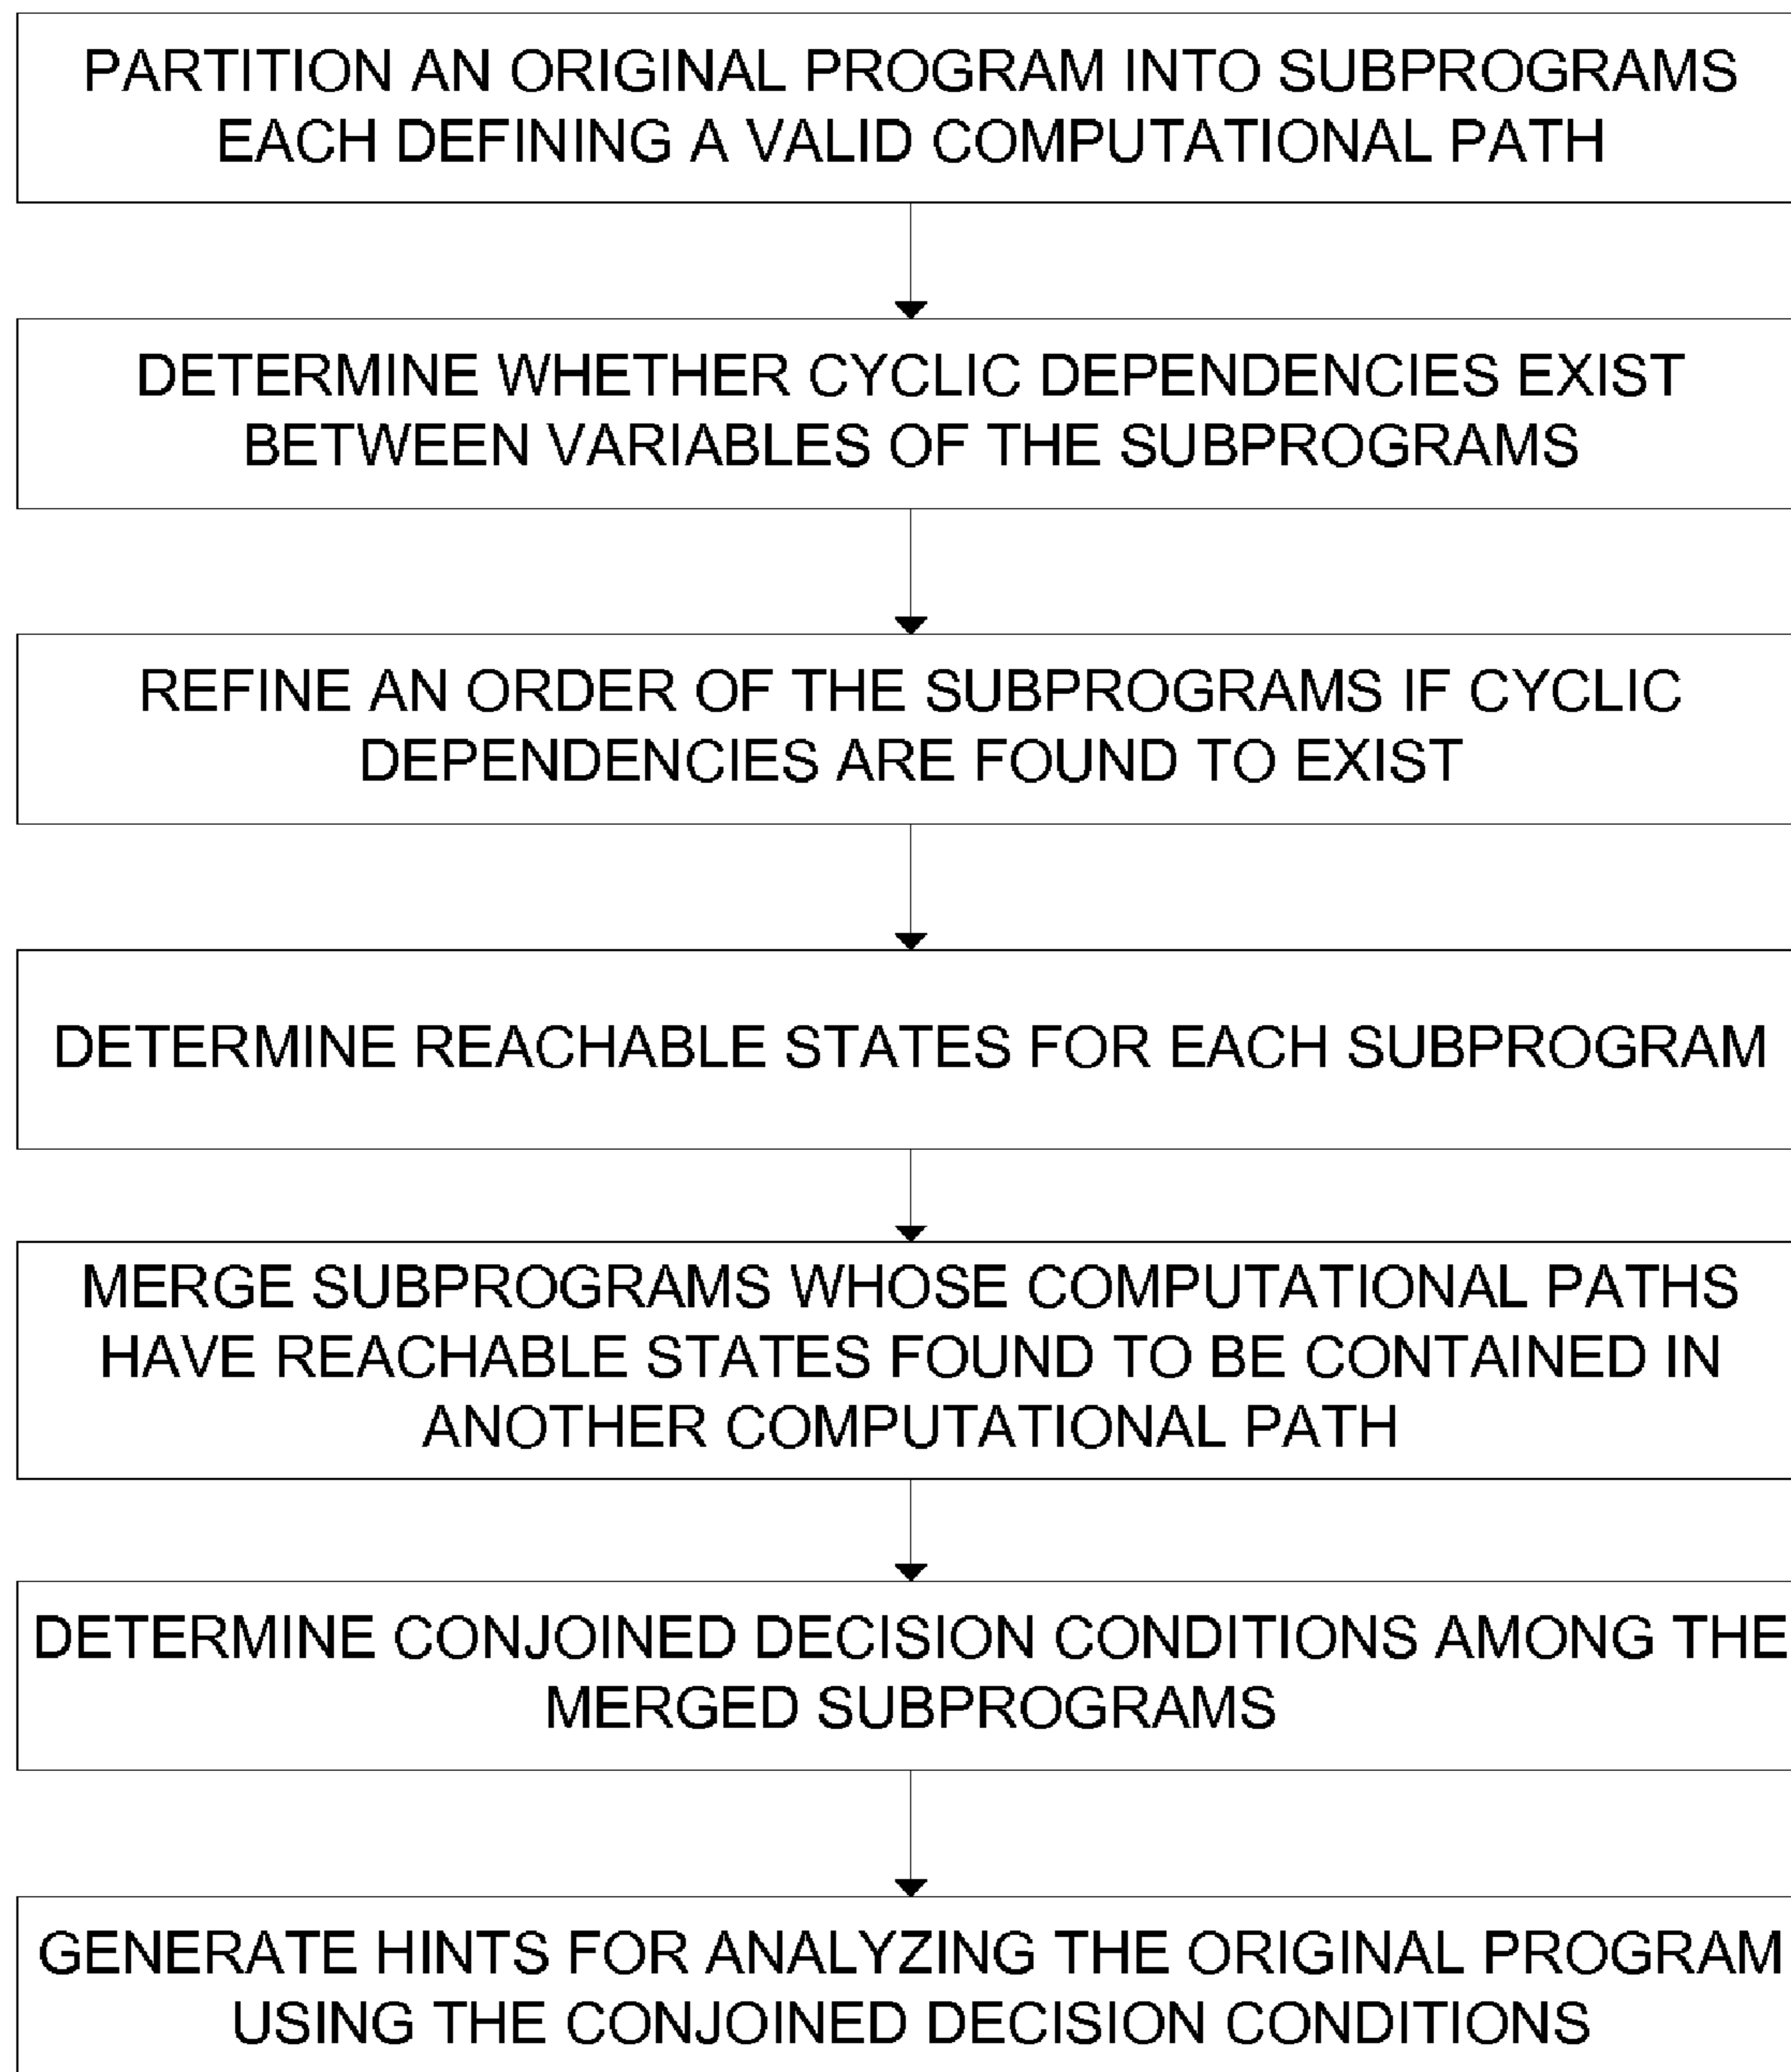 PARTITION AN ORIGINAL PROGRAM INTO SUBPROGRAMS
EACH DEFINING A VALID COMPUTATIONAL PATH
DETERMINE WHETHER CYCLIC DEPENDENCIES EXIST
BETWEEN VARIABLES OF THE SUBPROGRAMS
REFINE AN ORDER OF THE SUBPROGRAMS IF CYCLIC
DEPENDENCIES ARE FOUND TO EXIST
DETERMINE REACHABLE STATES FOR EACH SUBPROGRAM
MERGE SUBPROGRAMS WHOSE COMPUTATIONAL PATHS
HAVE REACHABLE STATES FOUND TO BE CONTAINED IN
ANOTHER COMPUTATIONAL PATH
DETERMINE CONJOINED DECISION CONDITIONS AMONG THE
MERGED SUBPROGRAMS
GENERATE HINTS FOR ANALYZING THE ORIGINAL PROGRAM
USING THE CONJOINED DECISION CONDITIONS